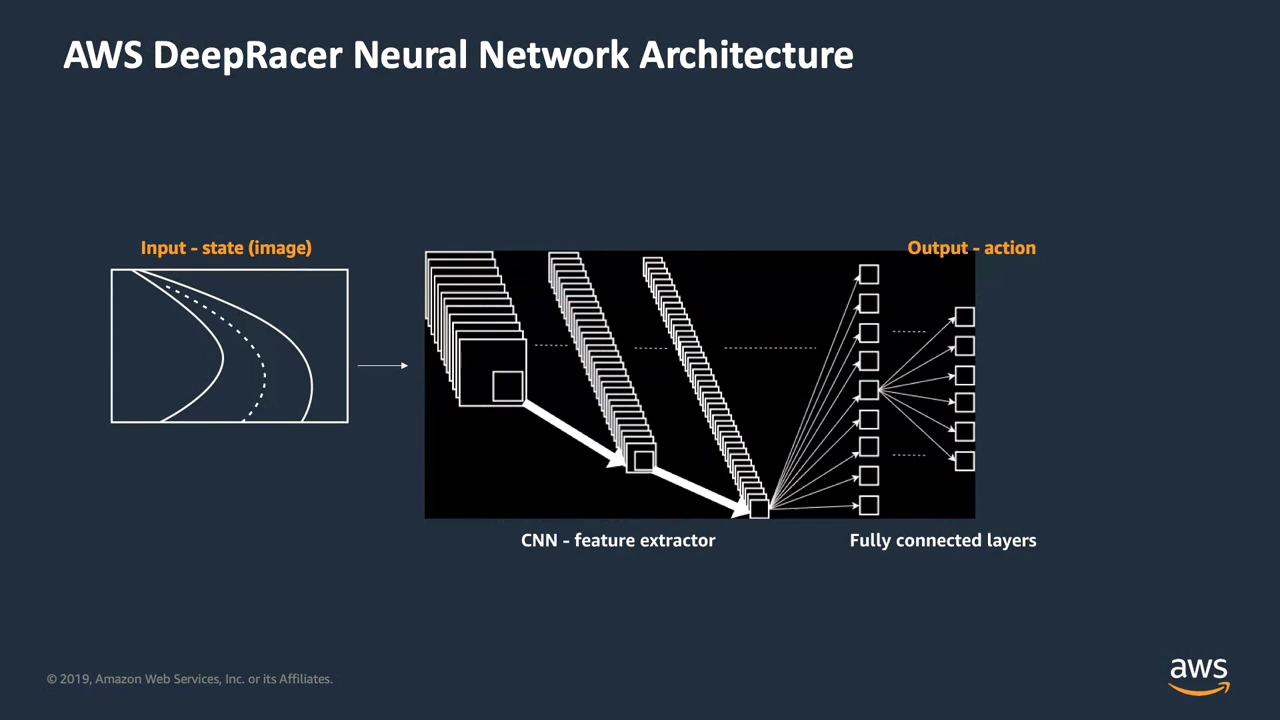 AWS DeepRacer Neural Network Architecture
Input - state (image)
Output - action
CNN - feature extractor
Fully connected layers
© 2019, Amazon Web Services, Inc. or its Affiliates.
aws